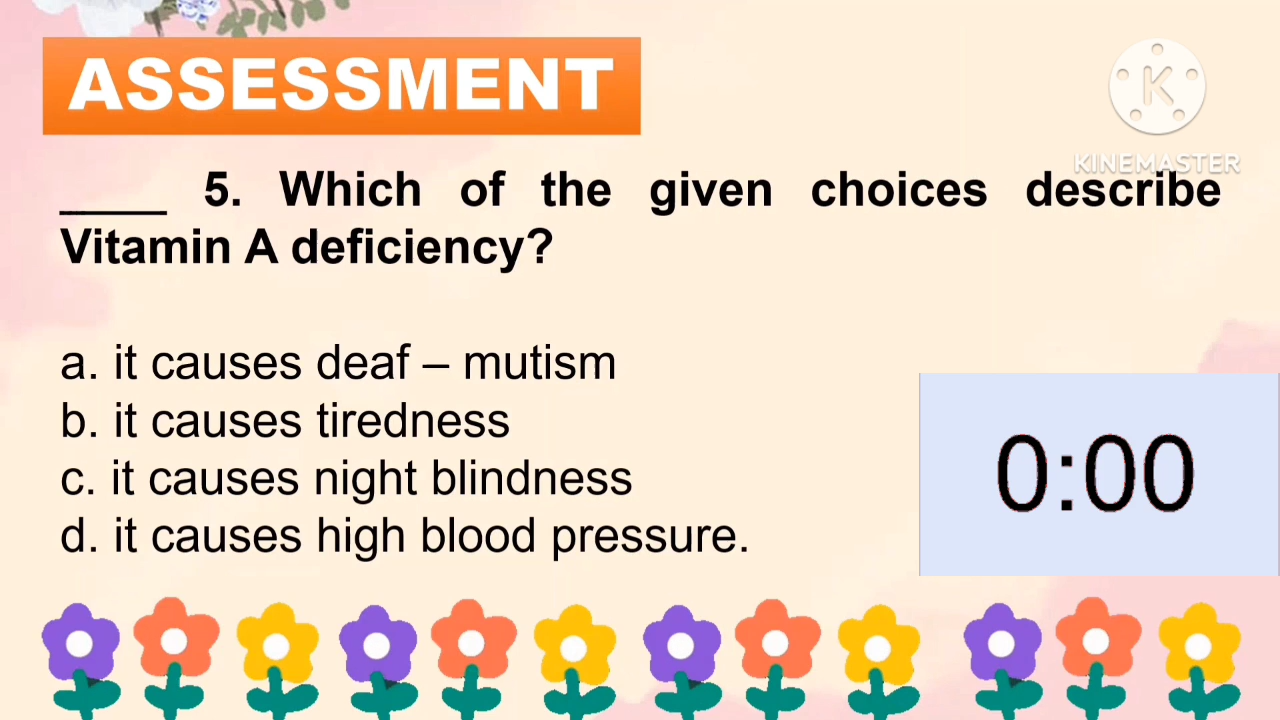 ASSESSMENT
K
KINEMASTER
____ 5. Which of the given choices describe
Vitamin A deficiency?
a. it causes deaf – mutism
b. it causes tiredness
c. it causes night blindness
d. it causes high blood pressure.
0:00